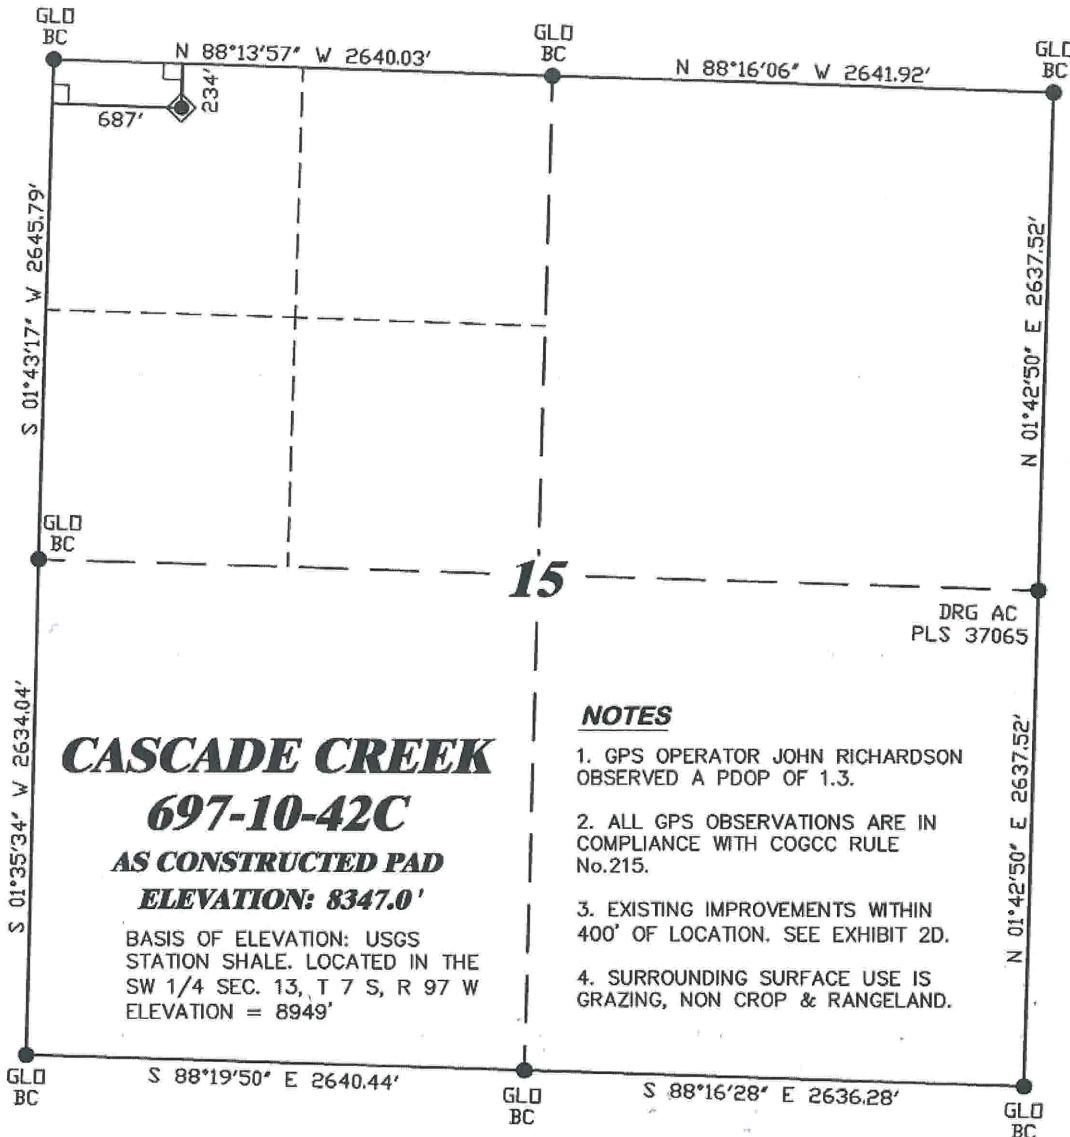 GLO
BC
N 88°13'57" W 2640.03'
GLO
BC
N 88°16'06" W 2641.92'
GLO
BC
687'
234'
S 01°43'17" W 2645.79'
N 01°42'50" E 2637.52'
GLO
BC
15
DRG AC
PLS 37065
S 01°35'34" W 2634.04'
CASCADE CREEK
697-10-42C
AS CONSTRUCTED PAD
ELEVATION: 8347.0'
BASIS OF ELEVATION: USGS
STATION SHALE. LOCATED IN THE
SW 1/4 SEC. 13, T 7 S, R 97 W
ELEVATION = 8949'
NOTES
1. GPS OPERATOR JOHN RICHARDSON
OBSERVED A PDOP OF 1.3.
2. ALL GPS OBSERVATIONS ARE IN
COMPLIANCE WITH COGCC RULE
No.215.
3. EXISTING IMPROVEMENTS WITHIN
400' OF LOCATION. SEE EXHIBIT 2D.
4. SURROUNDING SURFACE USE IS
GRAZING, NON CROP & RANGELAND.
N 01°42'50" E 2637.52'
GLO
BC
S 88°19'50" E 2640.44'
GLO
BC
S 88°16'28" E 2636.28'
GLO
BC